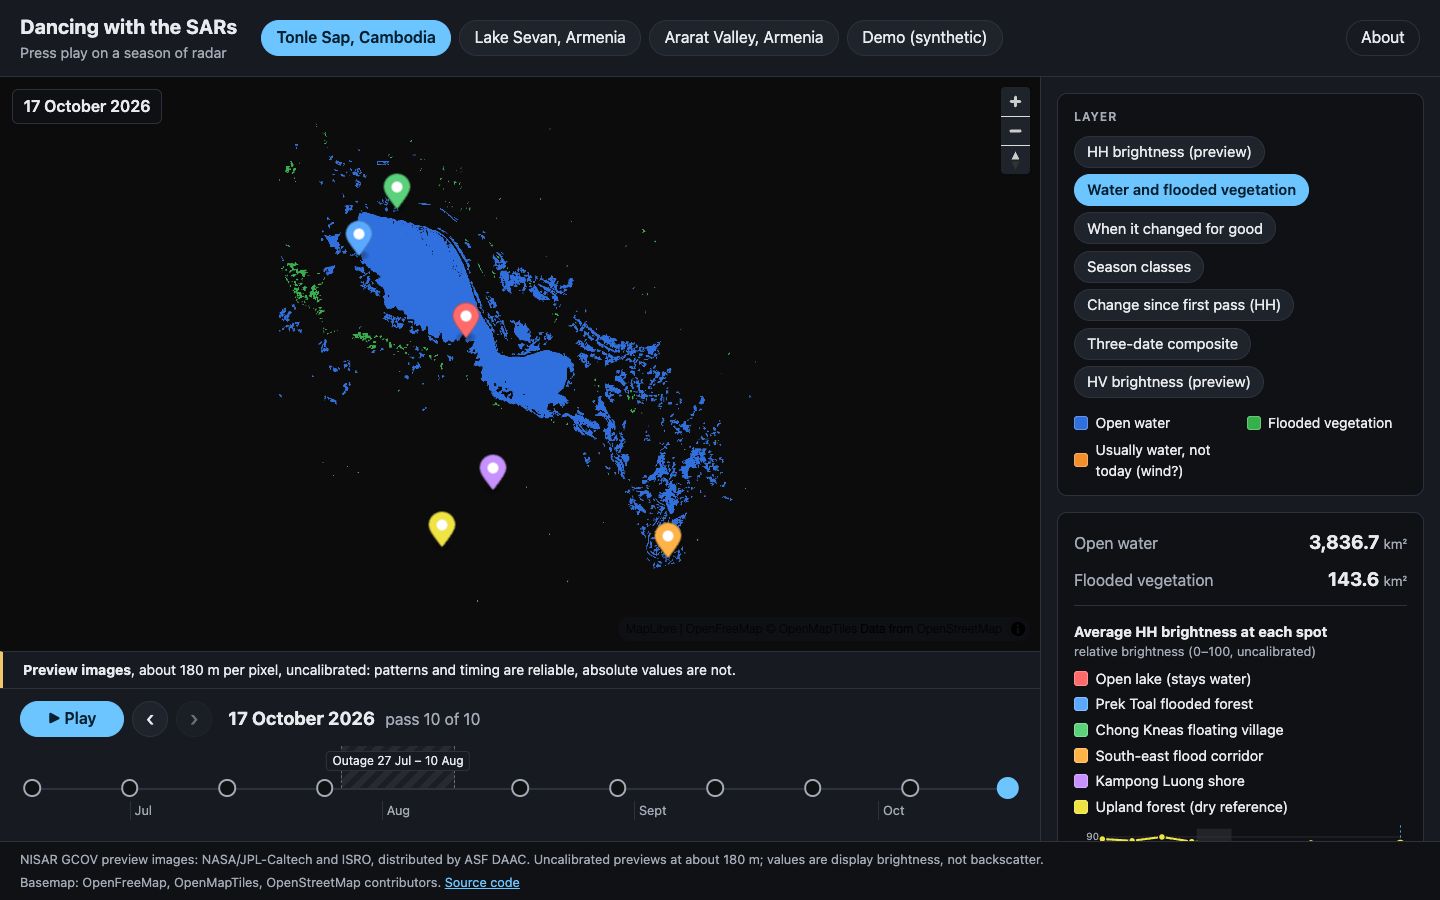 Dancing with the SARs
Press play on a season of radar
Tonle Sap, Cambodia
Lake Sevan, Armenia
Ararat Valley, Armenia
Demo (synthetic)
About
17 October 2026
MapLibre | OpenFreeMap © OpenMapTiles Data from OpenStreetMap
Preview images, about 180 m per pixel, uncalibrated: patterns and timing are reliable, absolute values are not.
Play
17 October 2026 pass 10 of 10
Outage 27 Jul – 10 Aug
Jul
Aug
Sept
Oct
LAYER
HH brightness (preview)
Water and flooded vegetation
When it changed for good
Season classes
Change since first pass (HH)
Three-date composite
HV brightness (preview)
Open water
Flooded vegetation
Usually water, not
today (wind?)
Open water 3,836.7 km²
Flooded vegetation 143.6 km²
Average HH brightness at each spot
relative brightness (0–100, uncalibrated)
Open lake (stays water)
Prek Toal flooded forest
Chong Kneas floating village
South-east flood corridor
Kampong Luong shore
Upland forest (dry reference)
90
NISAR GCOV preview images: NASA/JPL-Caltech and ISRO, distributed by ASF DAAC. Uncalibrated previews at about 180 m; values are display brightness, not backscatter.
Basemap: OpenFreeMap, OpenMapTiles, OpenStreetMap contributors. Source code